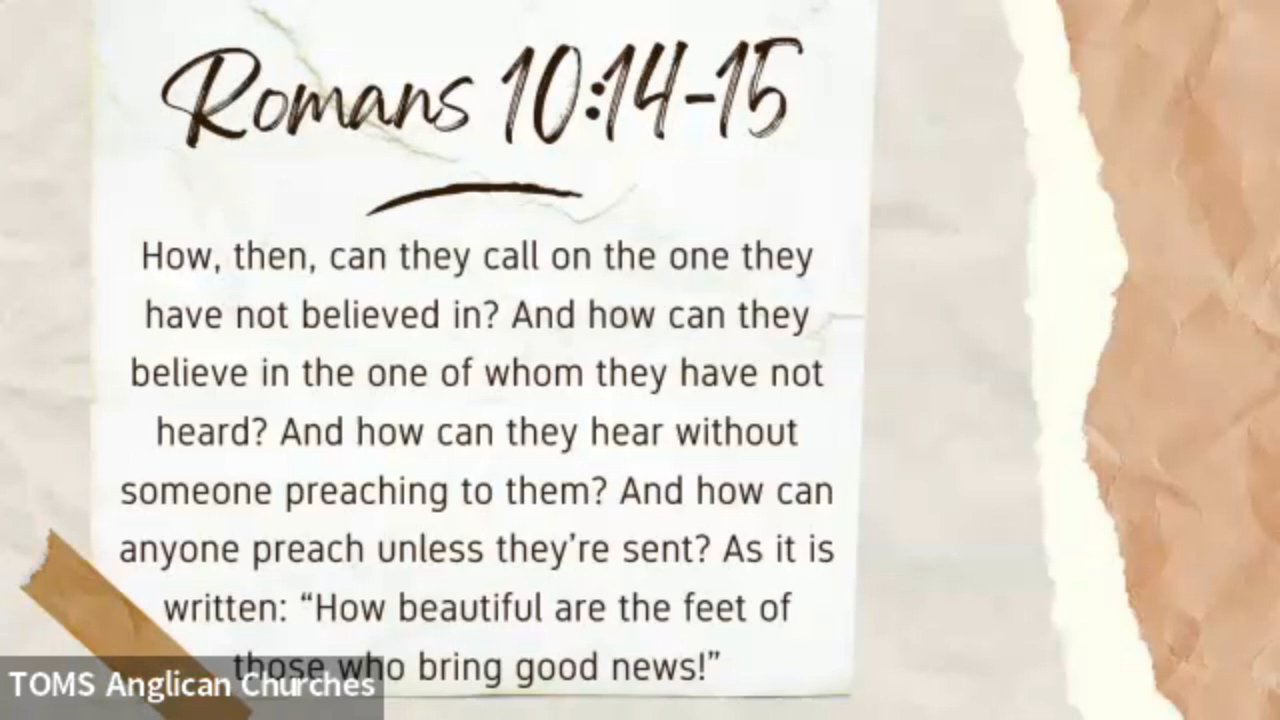 Romans 10:14-15
How, then, can they call on the one they
have not believed in? And how can they
believe in the one of whom they have not
heard? And how can they hear without
someone preaching to them? And how can
anyone preach unless they’re sent? As it is
written: “How beautiful are the feet of
those who bring good news!”
TOMS Anglican Churches